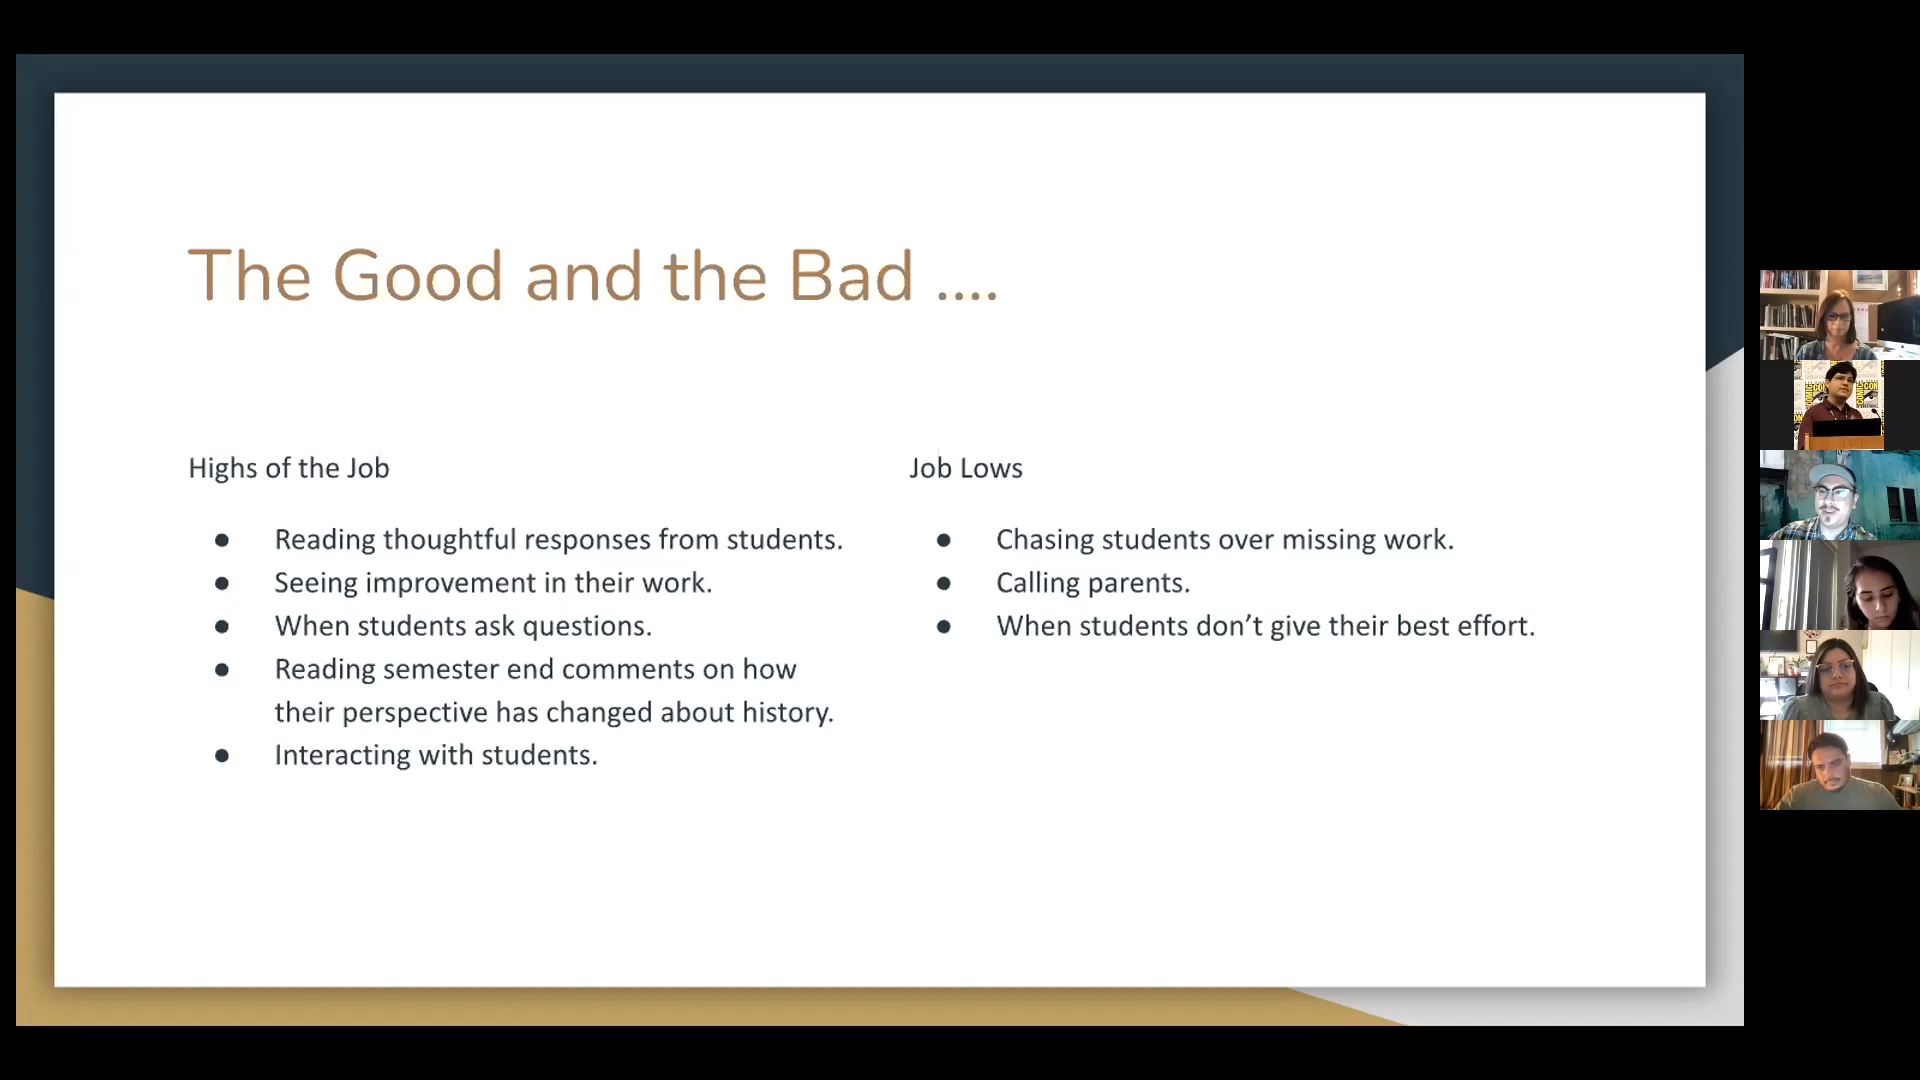 The Good and the Bad ....
Highs of the Job
● Reading thoughtful responses from students.
● Seeing improvement in their work.
● When students ask questions.
● Reading semester end comments on how
their perspective has changed about history.
● Interacting with students.
Job Lows
● Chasing students over missing work.
● Calling parents.
● When students don’t give their best effort.
COMIC CON